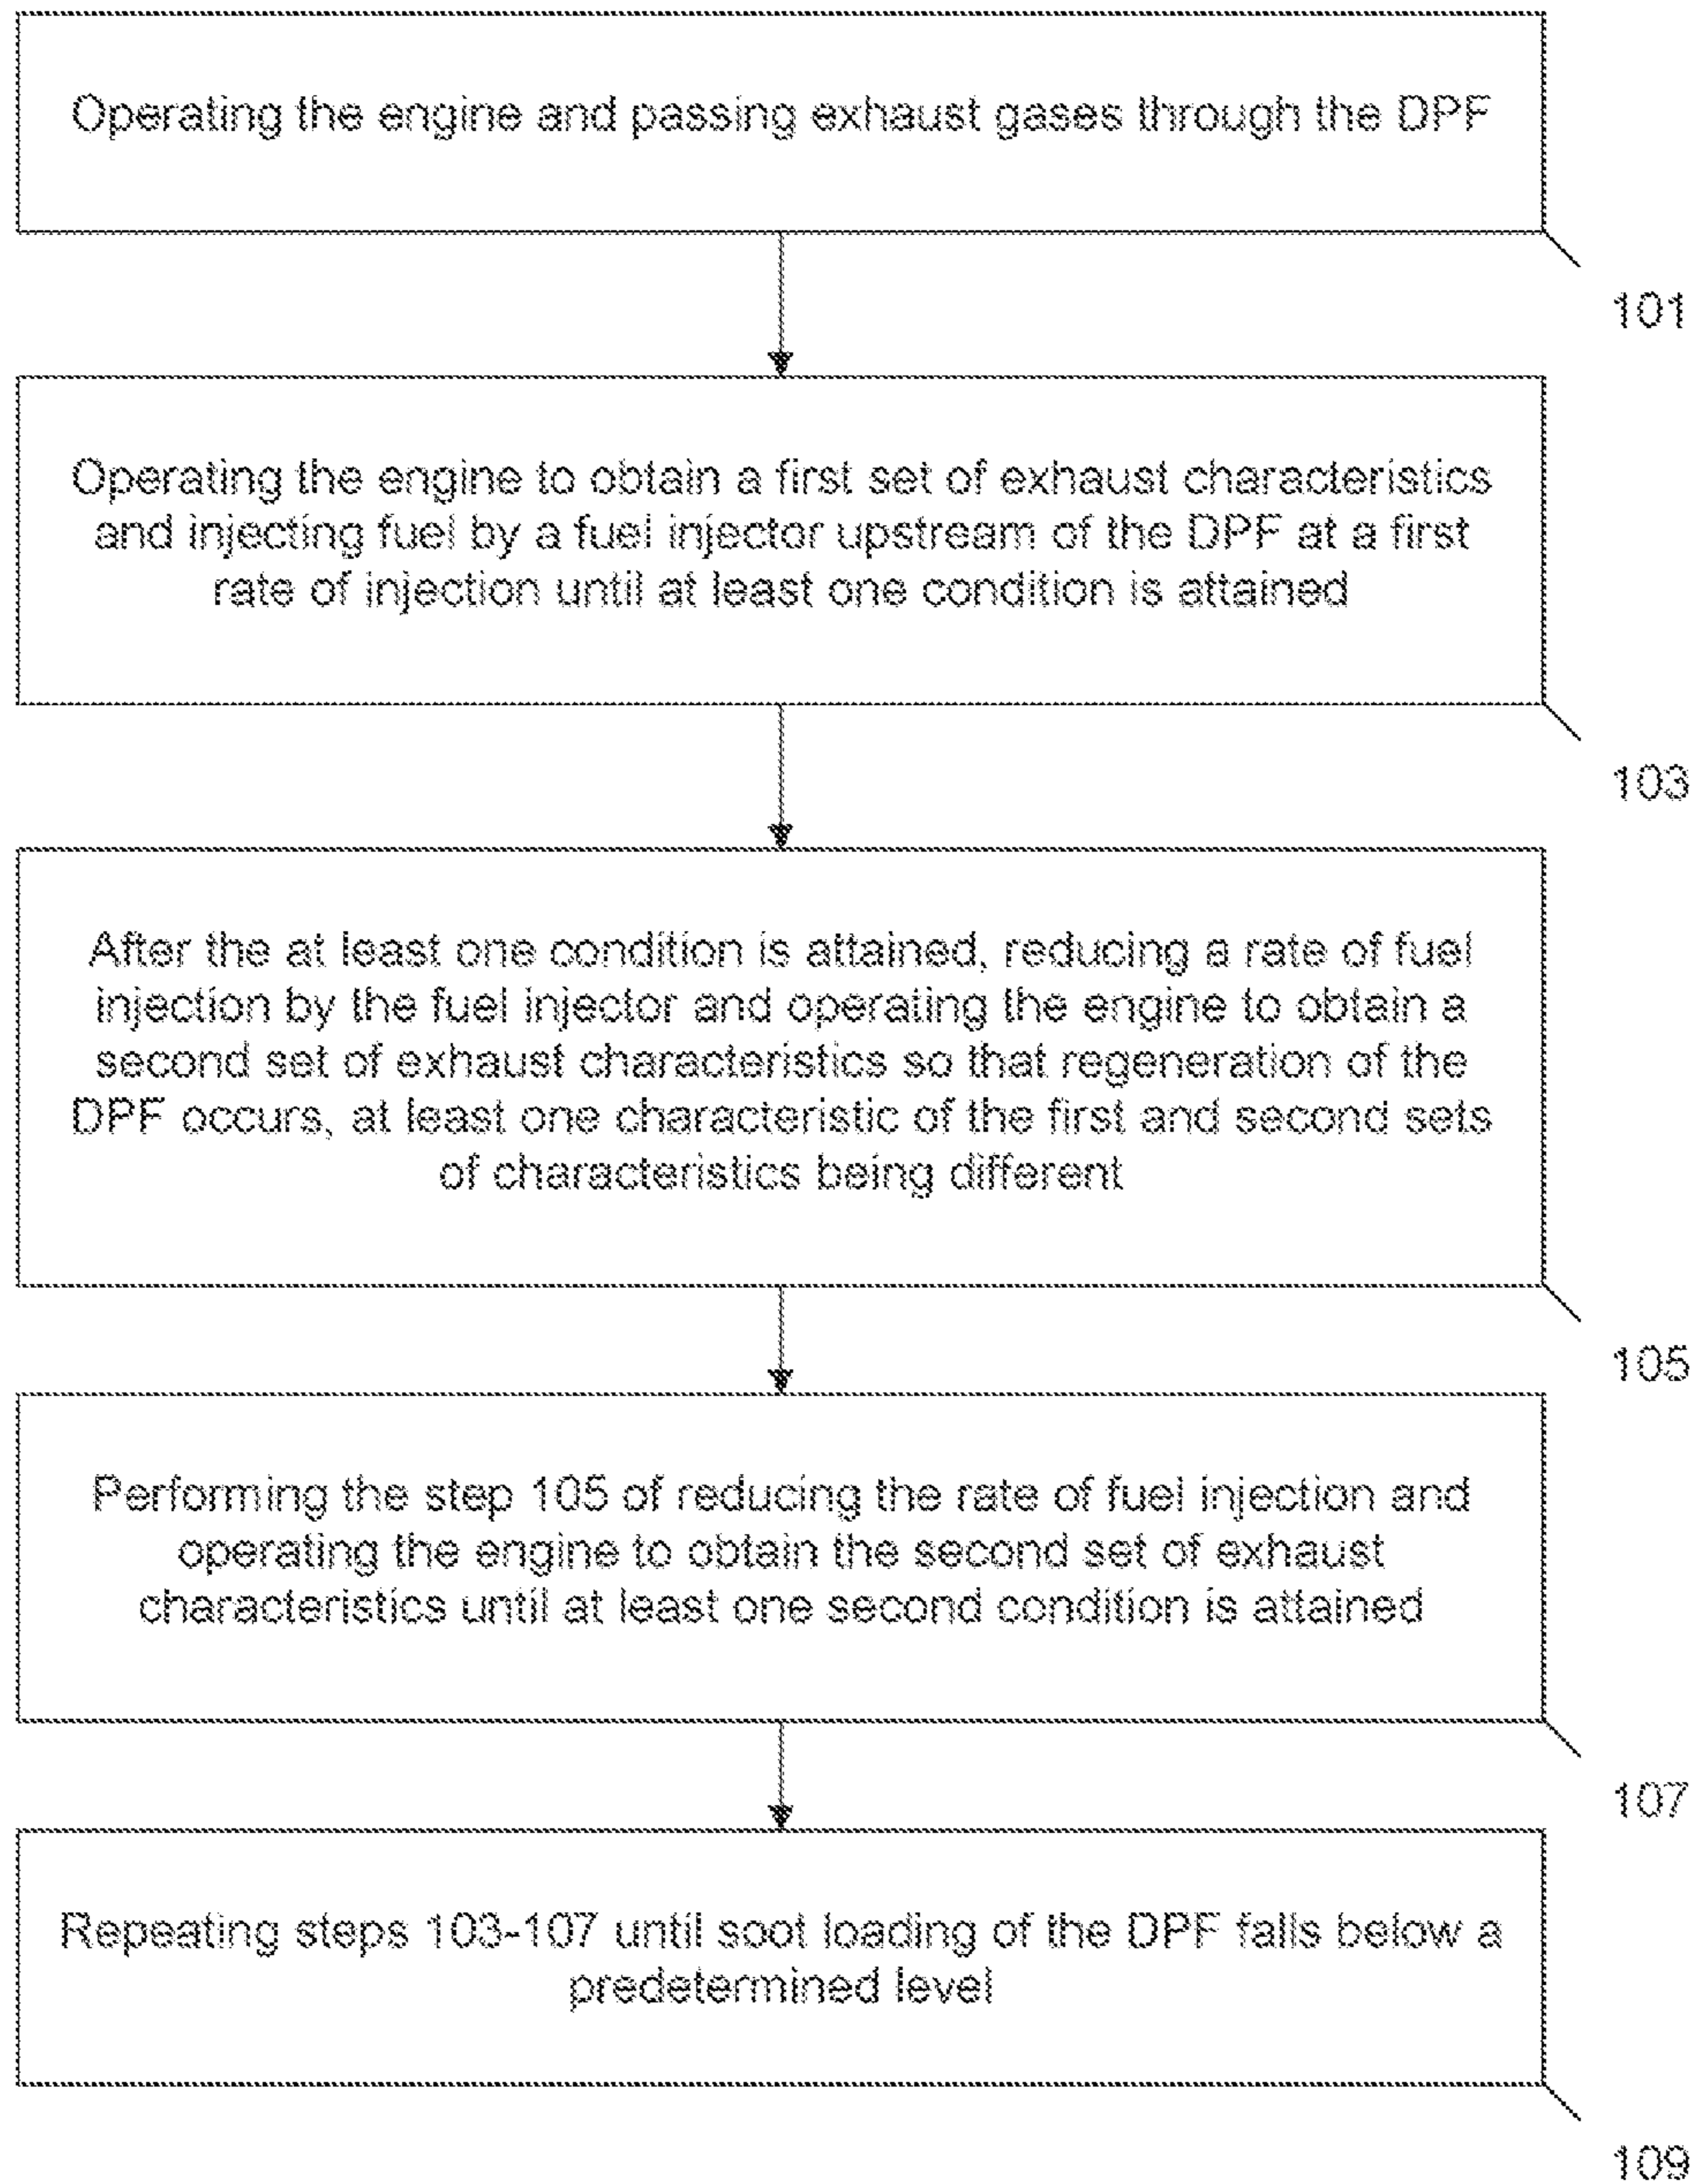 Operating the engine and passing exhaust gases through the DPF
101
Operating the engine to obtain a first set of exhaust characteristics
and injecting fuel by a fuel injector upstream of the DPF at a first
rate of injection until at least one condition is attained
103
After the at least one condition is attained, reducing a rate of fuel
injection by the fuel injector and operating the engine to obtain a
second set of exhaust characteristics so that regeneration of the
DPF occurs, at least one characteristic of the first and second sets
of characteristics being different
105
Performing the step 105 of reducing the rate of fuel injection and
operating the engine to obtain the second set of exhaust
characteristics until at least one second condition is attained
107
Repeating steps 103-107 until soot loading of the DPF falls below a
predetermined level
109